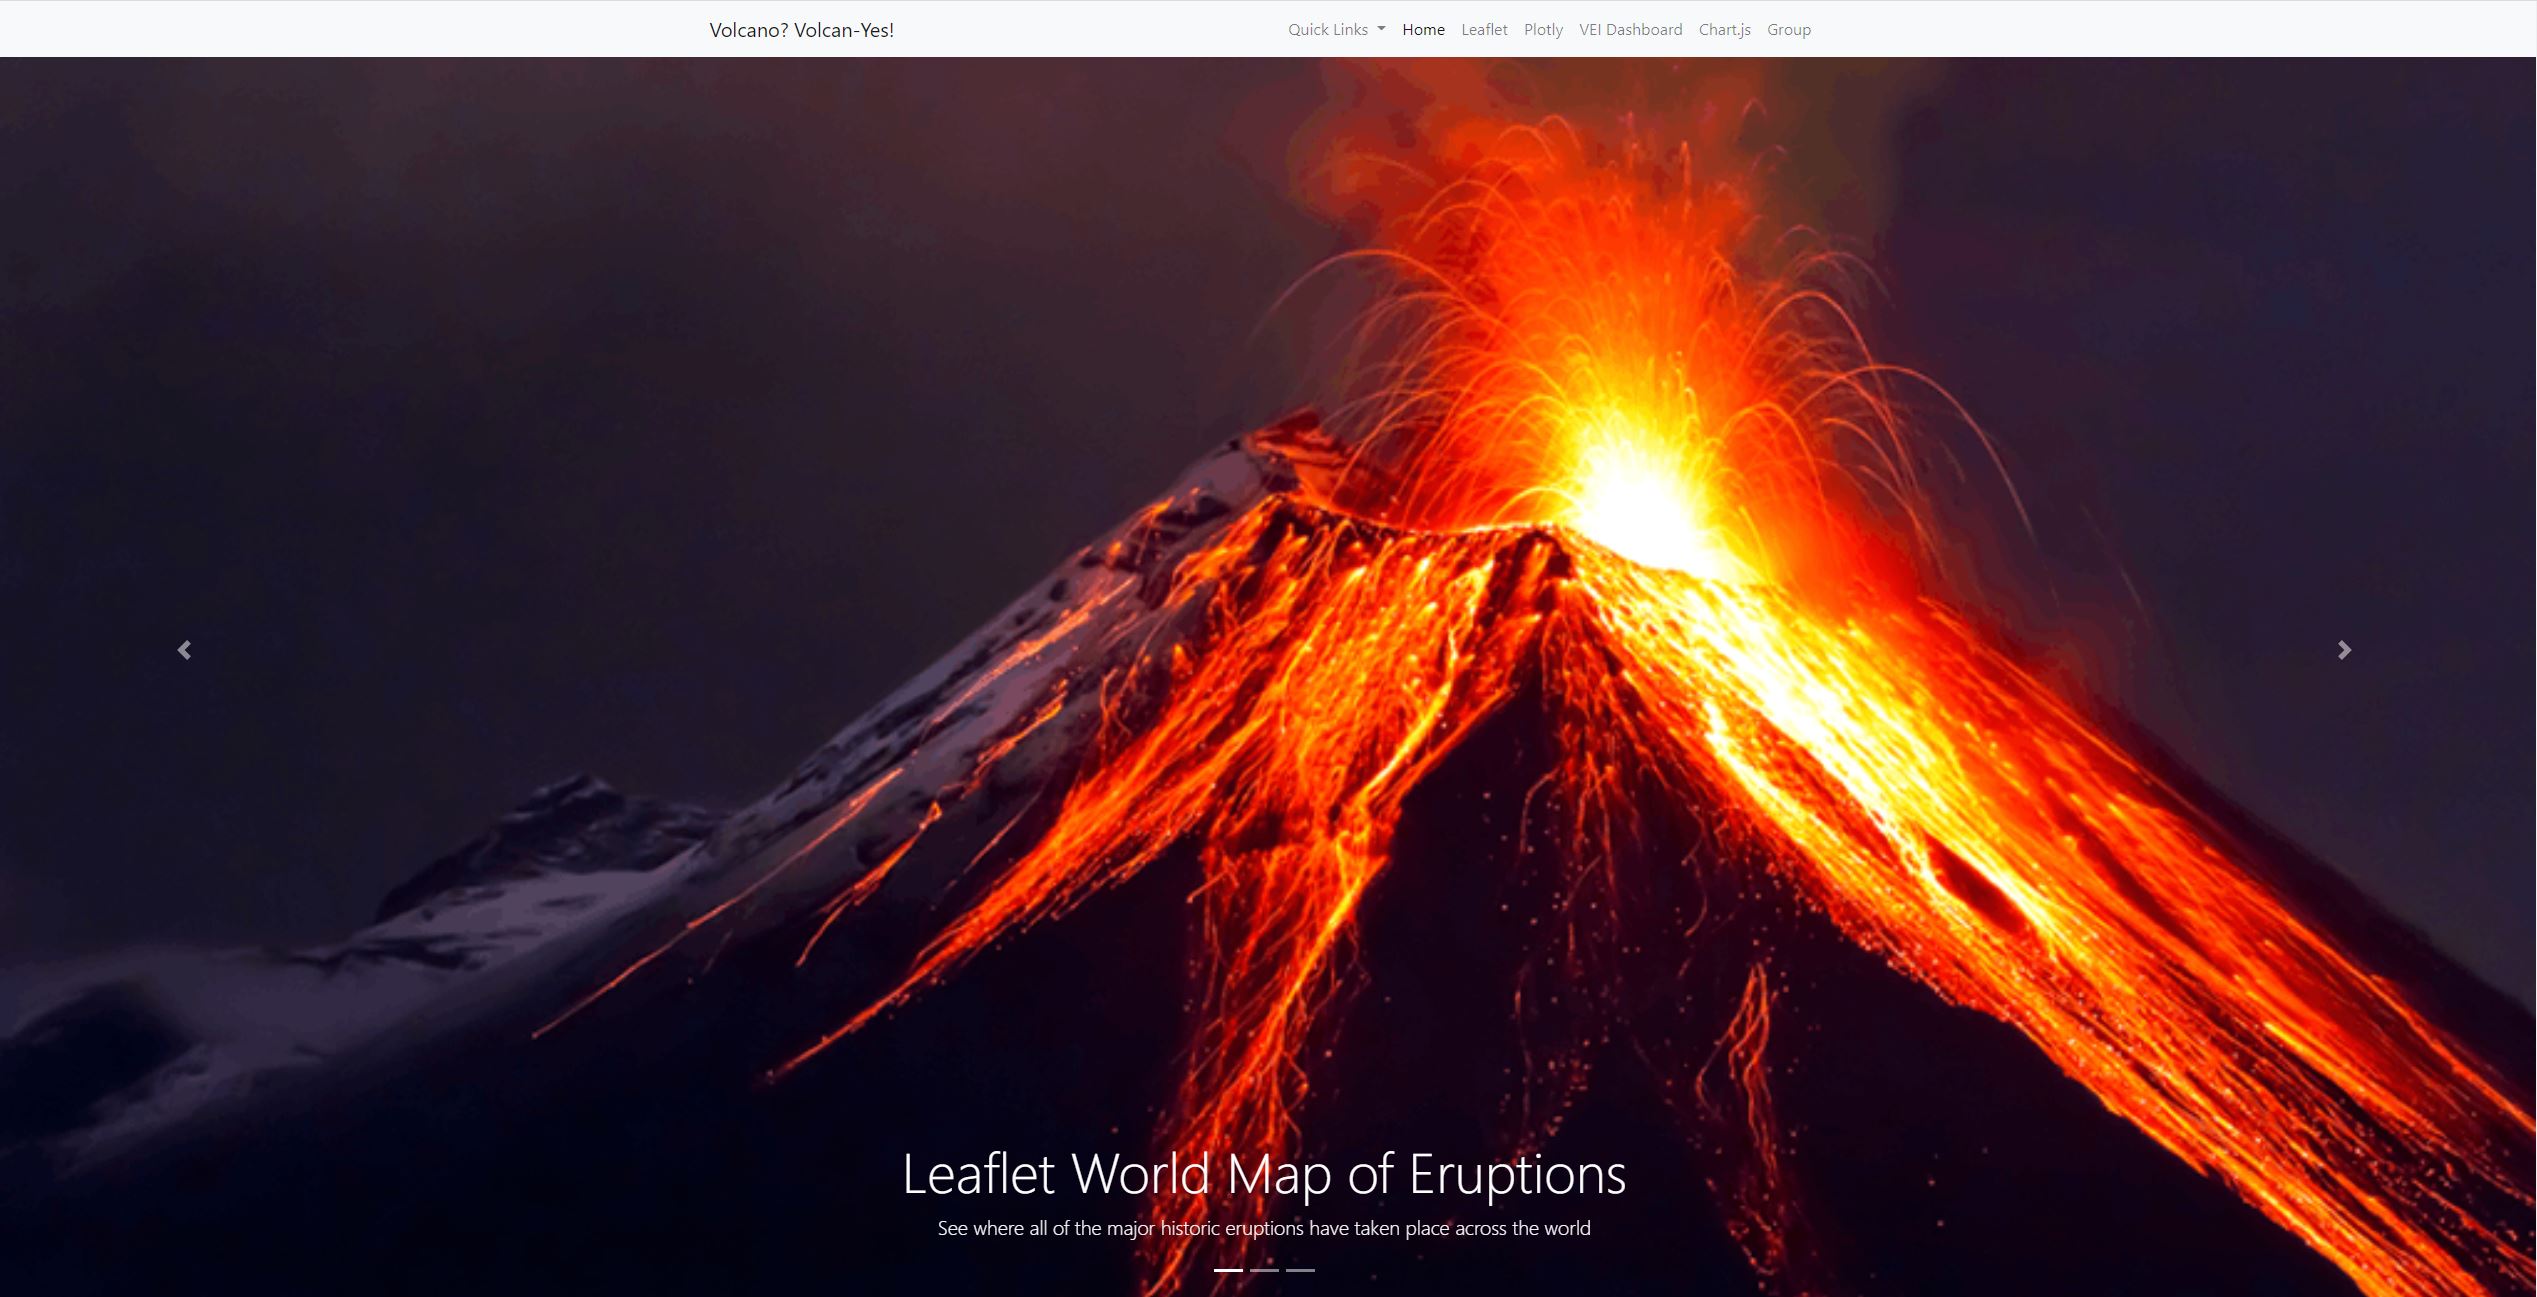 Volcano? Volcan-Yes!
Quick Links Home Leaflet Plotly VEI Dashboard Chart.js Group
Leaflet World Map of Eruptions
See where all of the major historic eruptions have taken place across the world